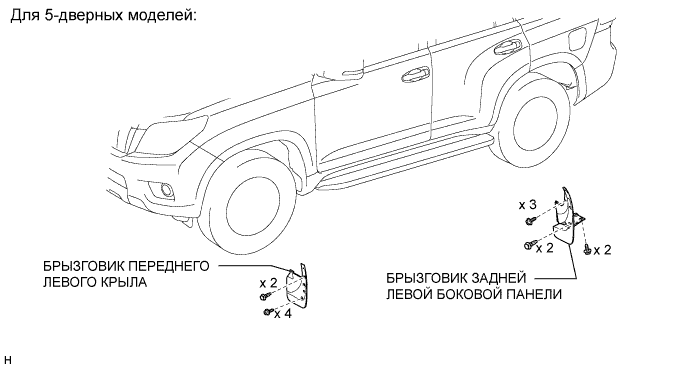 Для 5-дверных моделей:
x 3
x 2
x 2
БРЫЗГОВИК ПЕРЕДНЕГО
ЛЕВОГО КРЫЛА
x 2
x 4
БРЫЗГОВИК ЗАДНЕЙ
ЛЕВОЙ БОКОВОЙ ПАНЕЛИ
H